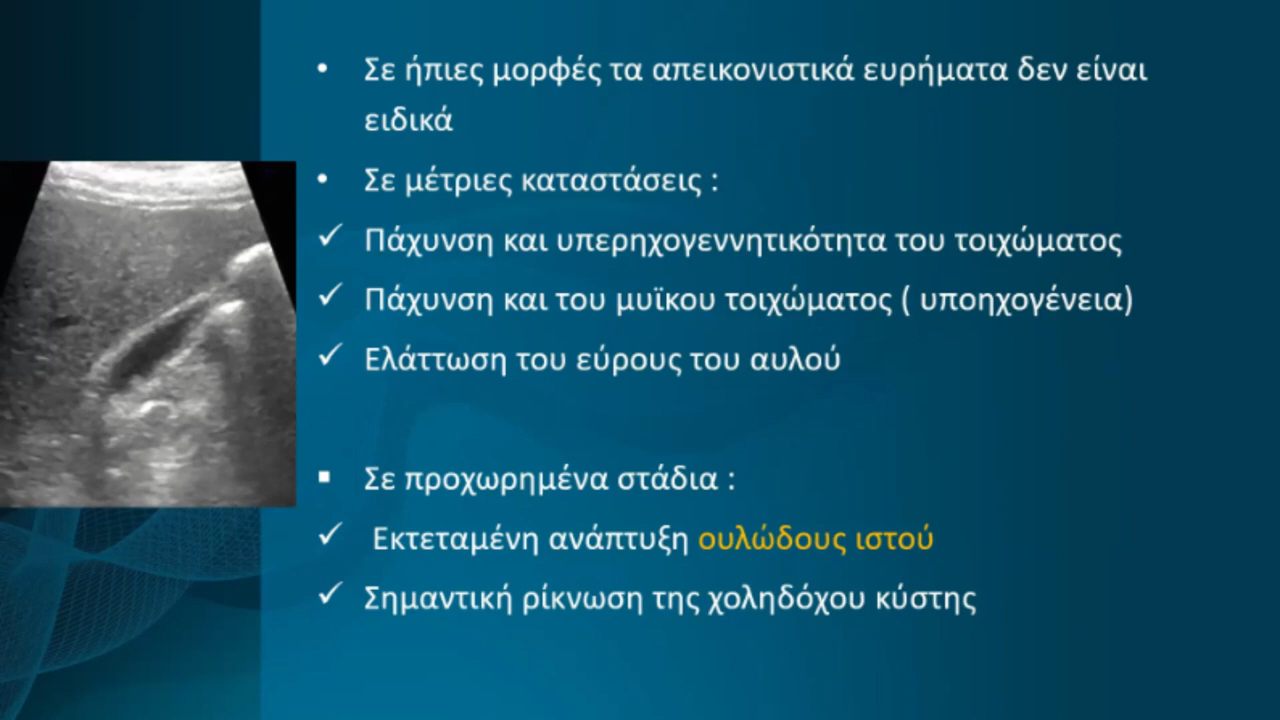 • Σε ήπιες μορφές τα απεικονιστικά ευρήματα δεν είναι
ειδικά
• Σε μέτριες καταστάσεις :
✓ Πάχυνση και υπερηχογεννητικότητα του τοιχώματος
✓ Πάχυνση και του μυϊκου τοιχώματος ( υποηχογένεια)
✓ Ελάττωση του εύρους του αυλού
▪ Σε προχωρημένα στάδια :
✓ Εκτεταμένη ανάπτυξη ουλώδους ιστού
✓ Σημαντική ρίκνωση της χοληδόχου κύστης